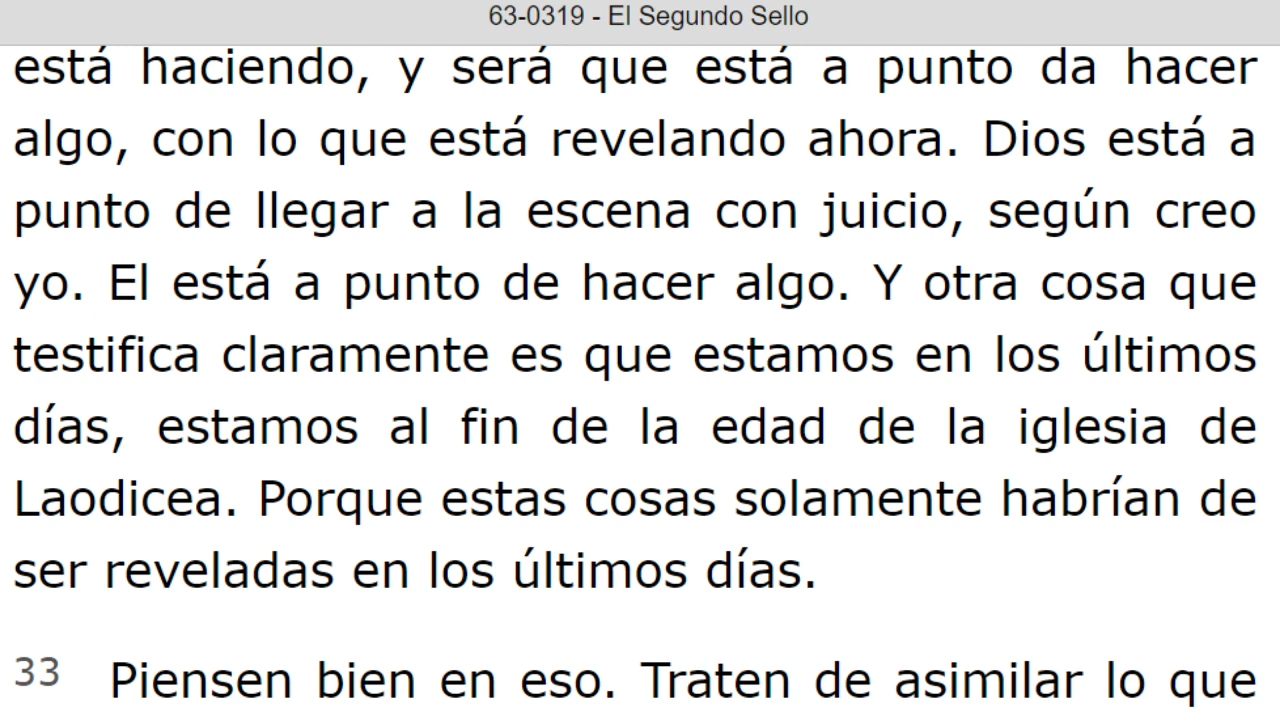 63-0319 - El Segundo Sello
está haciendo, y será que está a punto da hacer
algo, con lo que está revelando ahora. Dios está a
punto de llegar a la escena con juicio, según creo
yo. El está a punto de hacer algo. Y otra cosa que
testifica claramente es que estamos en los últimos
días, estamos al fin de la edad de la iglesia de
Laodicea. Porque estas cosas solamente habrían de
ser reveladas en los últimos días.
33 Piensen bien en eso. Traten de asimilar lo que